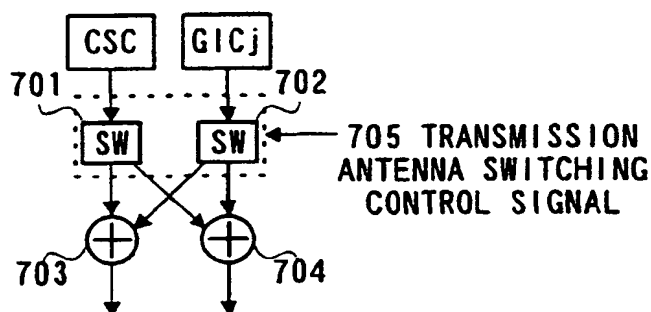 CSC GICj
701 702
SW SW
705 TRANSMISSION
ANTENNA SWITCHING
CONTROL SIGNAL
703 704